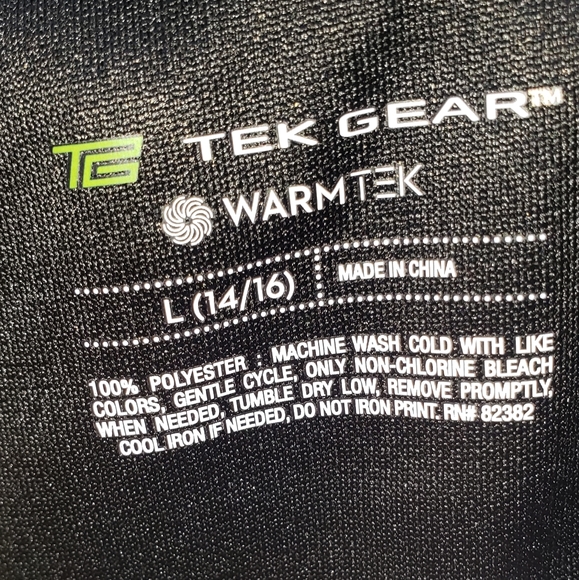 TG TEK GEAR™
WARMTEK
L (14/16) MADE IN CHINA
100% POLYESTER : MACHINE WASH COLD WITH LIKE
COLORS, GENTLE CYCLE, ONLY NON-CHLORINE BLEACH
WHEN NEEDED, TUMBLE DRY LOW, REMOVE PROMPTLY,
COOL IRON IF NEEDED, DO NOT IRON PRINT. RN# 82382